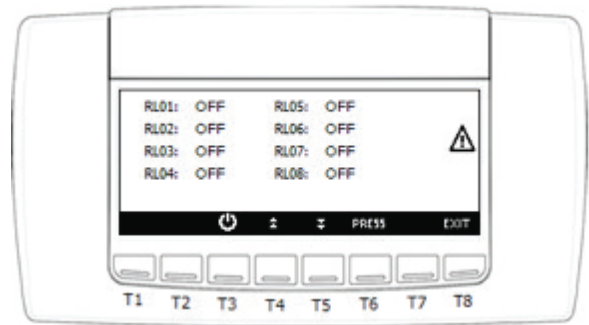 RL01: OFF RL05: OFF
RL02: OFF RL06: OFF
RL03: OFF RL07: OFF
RL04: OFF RL08: OFF
PRESS EXIT
T1 T2 T3 T4 T5 T6 T7 T8